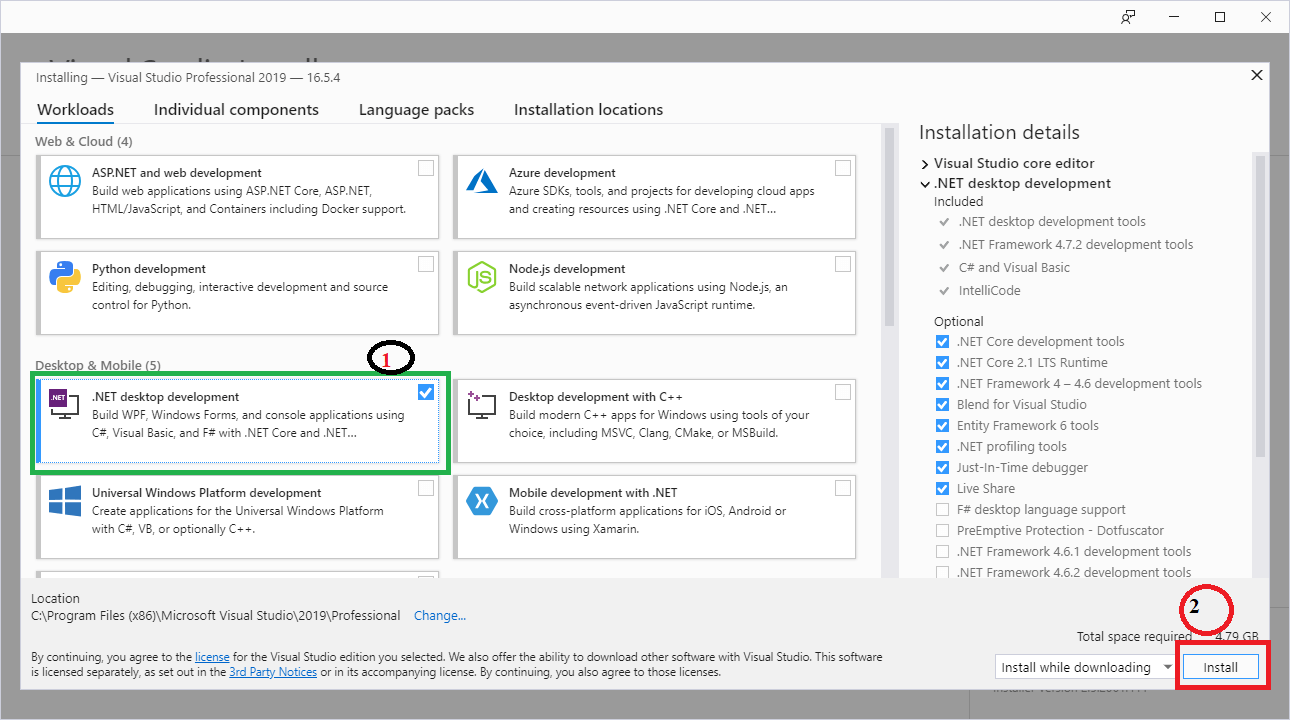 Installing — Visual Studio Professional 2019 — 16.5.4
Workloads
Individual components
Language packs
Installation locations
Web & Cloud (4)
ASP.NET and web development
Build web applications using ASP.NET Core, ASP.NET,
HTML/JavaScript, and Containers including Docker support.
Azure development
Azure SDKs, tools, and projects for developing cloud apps
and creating resources using .NET Core and .NET...
Python development
Editing, debugging, interactive development and source
control for Python.
Node.js development
Build scalable network applications using Node.js, an
asynchronous event-driven JavaScript runtime.
Desktop & Mobile (5)
1
.NET
.NET desktop development
Build WPF, Windows Forms, and console applications using
C#, Visual Basic, and F# with .NET Core and .NET...
Desktop development with C++
Build modern C++ apps for Windows using tools of your
choice, including MSVC, Clang, CMake, or MSBuild.
Universal Windows Platform development
Create applications for the Universal Windows Platform
with C#, VB, or optionally C++.
Mobile development with .NET
Build cross-platform applications for iOS, Android or
Windows using Xamarin.
Installation details
Visual Studio core editor
.NET desktop development
Included
.NET desktop development tools
.NET Framework 4.7.2 development tools
C# and Visual Basic
IntelliCode
Optional
.NET Core development tools
.NET Core 2.1 LTS Runtime
.NET Framework 4 – 4.6 development tools
Blend for Visual Studio
Entity Framework 6 tools
.NET profiling tools
Just-In-Time debugger
Live Share
F# desktop language support
PreEmptive Protection - Dotfuscator
.NET Framework 4.6.1 development tools
.NET Framework 4.6.2 development tools
Location
C:\Program Files (x86)\Microsoft Visual Studio\2019\Professional Change...
2
Total space required 4.79 GB
By continuing, you agree to the license for the Visual Studio edition you selected. We also offer the ability to download other software with Visual Studio. This software
is licensed separately, as set out in the 3rd Party Notices or in its accompanying license. By continuing, you also agree to those licenses.
Install while downloading
Install